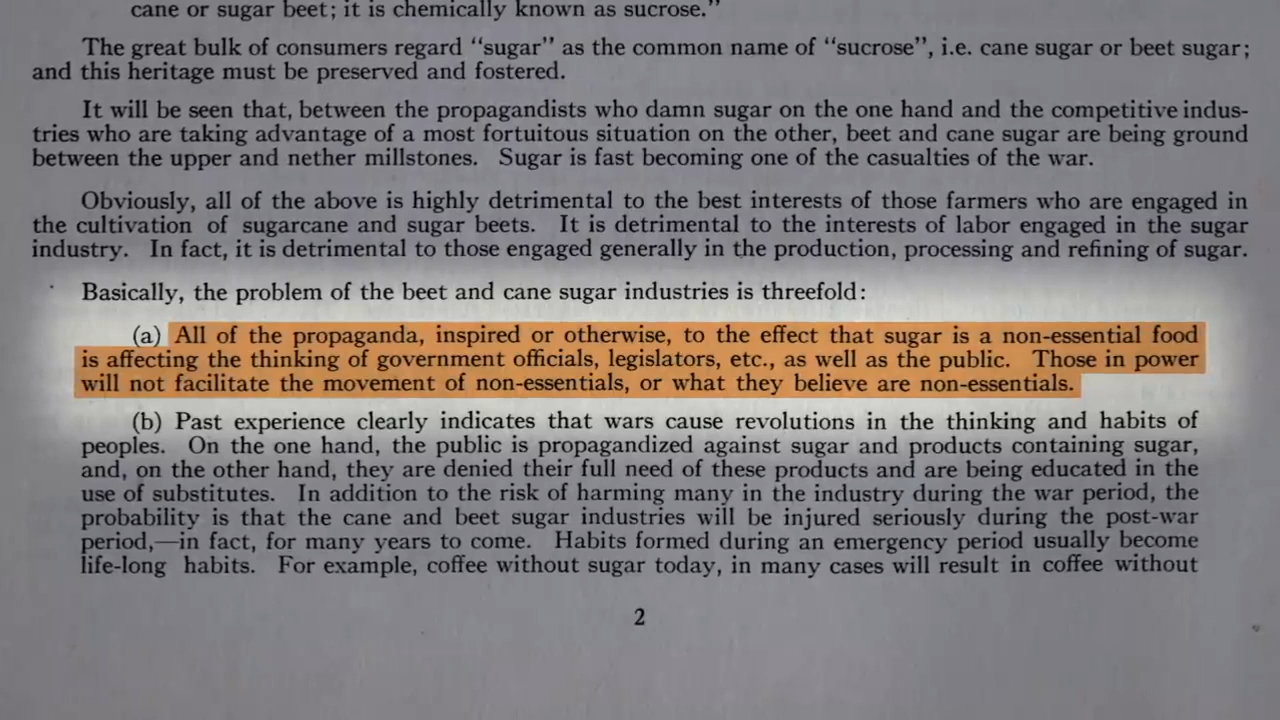 cane or sugar beet; it is chemically known as sucrose.”
The great bulk of consumers regard “sugar” as the common name of “sucrose”, i.e. cane sugar or beet sugar;
and this heritage must be preserved and fostered.
It will be seen that, between the propagandists who damn sugar on the one hand and the competitive indus-
tries who are taking advantage of a most fortuitous situation on the other, beet and cane sugar are being ground
between the upper and nether millstones. Sugar is fast becoming one of the casualties of the war.
Obviously, all of the above is highly detrimental to the best interests of those farmers who are engaged in
the cultivation of sugarcane and sugar beets. It is detrimental to the interests of labor engaged in the sugar
industry. In fact, it is detrimental to those engaged generally in the production, processing and refining of sugar.
Basically, the problem of the beet and cane sugar industries is threefold:
(a) All of the propaganda, inspired or otherwise, to the effect that sugar is a non-essential food
is affecting the thinking of government officials, legislators, etc., as well as the public. Those in power
will not facilitate the movement of non-essentials, or what they believe are non-essentials.
(b) Past experience clearly indicates that wars cause revolutions in the thinking and habits of
peoples. On the one hand, the public is propagandized against sugar and products containing sugar,
and, on the other hand, they are denied their full need of these products and are being educated in the
use of substitutes. In addition to the risk of harming many in the industry during the war period, the
probability is that the cane and beet sugar industries will be injured seriously during the post-war
period,—in fact, for many years to come. Habits formed during an emergency period usually become
life-long habits. For example, coffee without sugar today, in many cases will result in coffee without
2